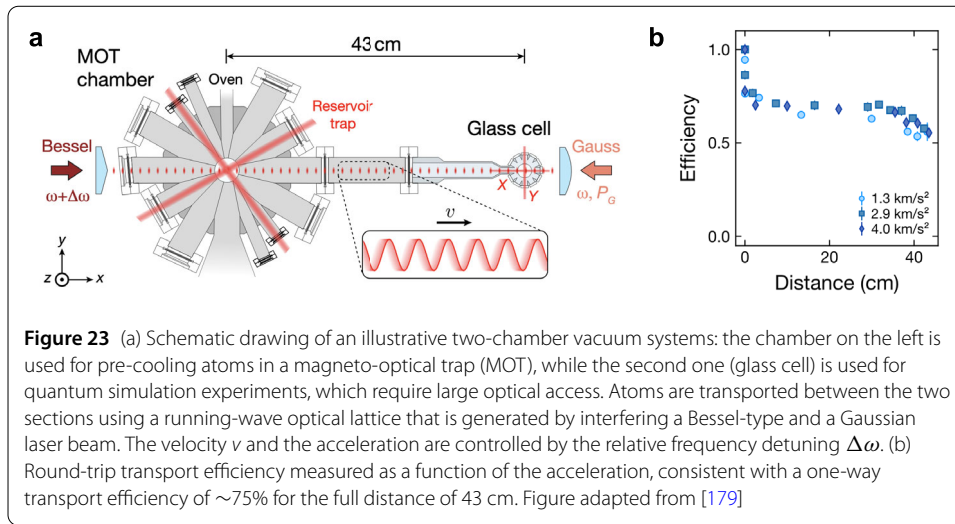 a
43 cm
MOT
chamber
Oven
Reservoir
trap
Glass cell
Bessel
ω+Δω
Gauss
ω, P_G
X
Y
v
y
z
x
b
1.0
0.5
0.0
Efficiency
1.3 km/s²
2.9 km/s²
4.0 km/s²
0
20
40
Distance (cm)
Figure 23 (a) Schematic drawing of an illustrative two-chamber vacuum systems: the chamber on the left is
used for pre-cooling atoms in a magneto-optical trap (MOT), while the second one (glass cell) is used for
quantum simulation experiments, which require large optical access. Atoms are transported between the two
sections using a running-wave optical lattice that is generated by interfering a Bessel-type and a Gaussian
laser beam. The velocity v and the acceleration are controlled by the relative frequency detuning Δω. (b)
Round-trip transport efficiency measured as a function of the acceleration, consistent with a one-way
transport efficiency of ~75% for the full distance of 43 cm. Figure adapted from [179]